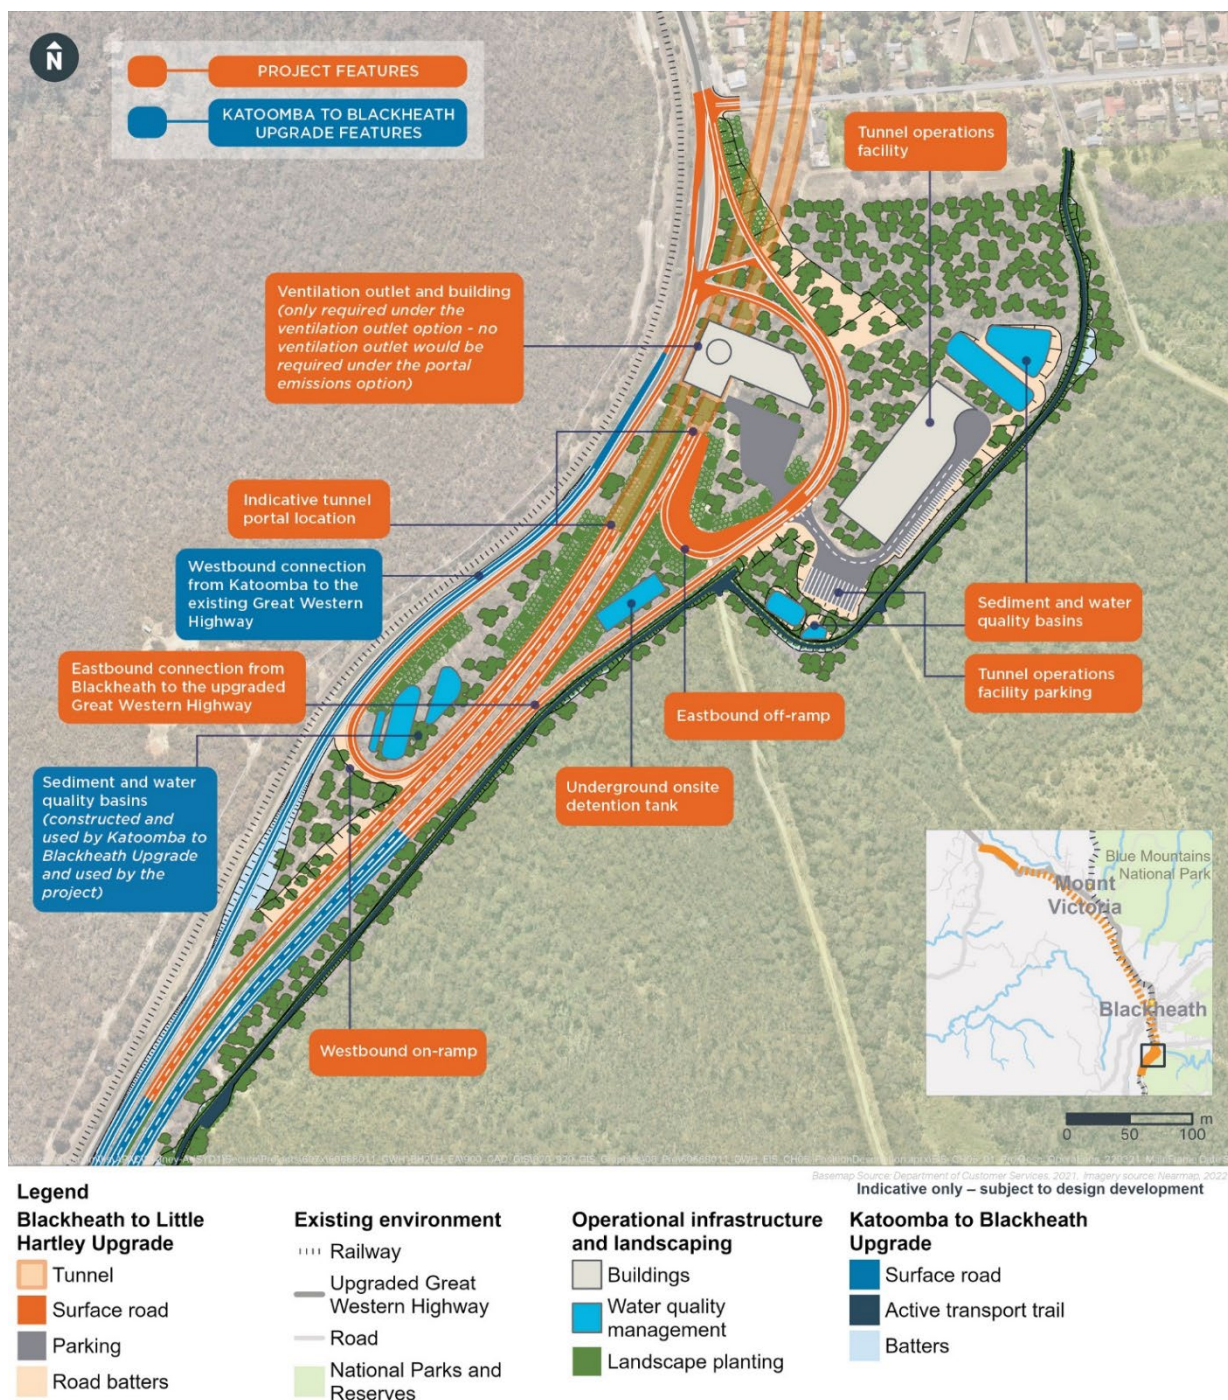 N
PROJECT FEATURES
KATOOMBA TO BLACKHEATH
UPGRADE FEATURES
Tunnel operations
facility
Ventilation outlet and building
(only required under the
ventilation outlet option - no
ventilation outlet would be
required under the portal
emissions option)
Indicative tunnel
portal location
Westbound connection
from Katoomba to the
existing Great Western
Highway
Eastbound connection from
Blackheath to the upgraded
Great Western Highway
Sediment and water
quality basins
(constructed and
used by Katoomba to
Blackheath Upgrade
and used by the
project)
Sediment and water
quality basins
Tunnel operations
facility parking
Eastbound off-ramp
Underground onsite
detention tank
Westbound on-ramp
Blue Mountains
National Park
Mount
Victoria
Blackheath
0 50 100 m
Basemap Source: Department of Customer Services, 2021, Imagery source: Nearmap, 2022
Indicative only – subject to design development
Legend
Blackheath to Little
Hartley Upgrade
Tunnel
Surface road
Parking
Road batters
Existing environment
Railway
Upgraded Great
Western Highway
Road
National Parks and
Reserves
Operational infrastructure
and landscaping
Buildings
Water quality
management
Landscape planting
Katoomba to Blackheath
Upgrade
Surface road
Active transport trail
Batters